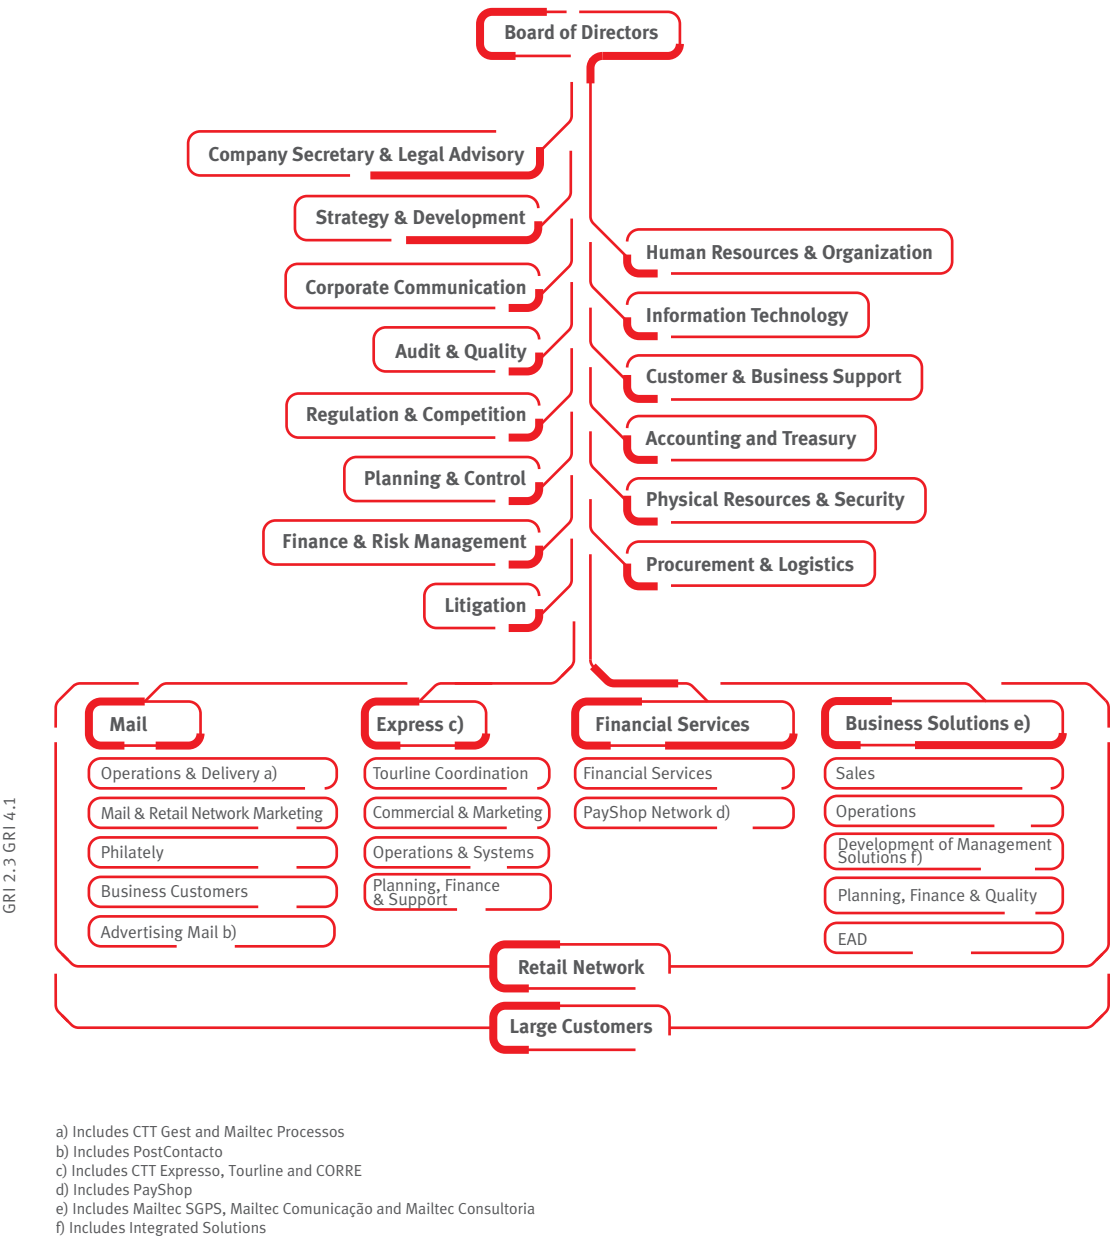 Board of Directors
Company Secretary & Legal Advisory
Strategy & Development
Corporate Communication
Audit & Quality
Regulation & Competition
Planning & Control
Finance & Risk Management
Litigation
Human Resources & Organization
Information Technology
Customer & Business Support
Accounting and Treasury
Physical Resources & Security
Procurement & Logistics
Mail
Operations & Delivery a)
Mail & Retail Network Marketing
Philately
Business Customers
Advertising Mail b)
Express c)
Tourline Coordination
Commercial & Marketing
Operations & Systems
Planning, Finance
& Support
Financial Services
Financial Services
PayShop Network d)
Business Solutions e)
Sales
Operations
Development of Management
Solutions f)
Planning, Finance & Quality
EAD
Retail Network
Large Customers
GRI 2.3 GRI 4.1
a) Includes CTT Gest and Mailtec Processos
b) Includes PostContacto
c) Includes CTT Expresso, Tourline and CORRE
d) Includes PayShop
e) Includes Mailtec SGPS, Mailtec Comunicação and Mailtec Consultoria
f) Includes Integrated Solutions